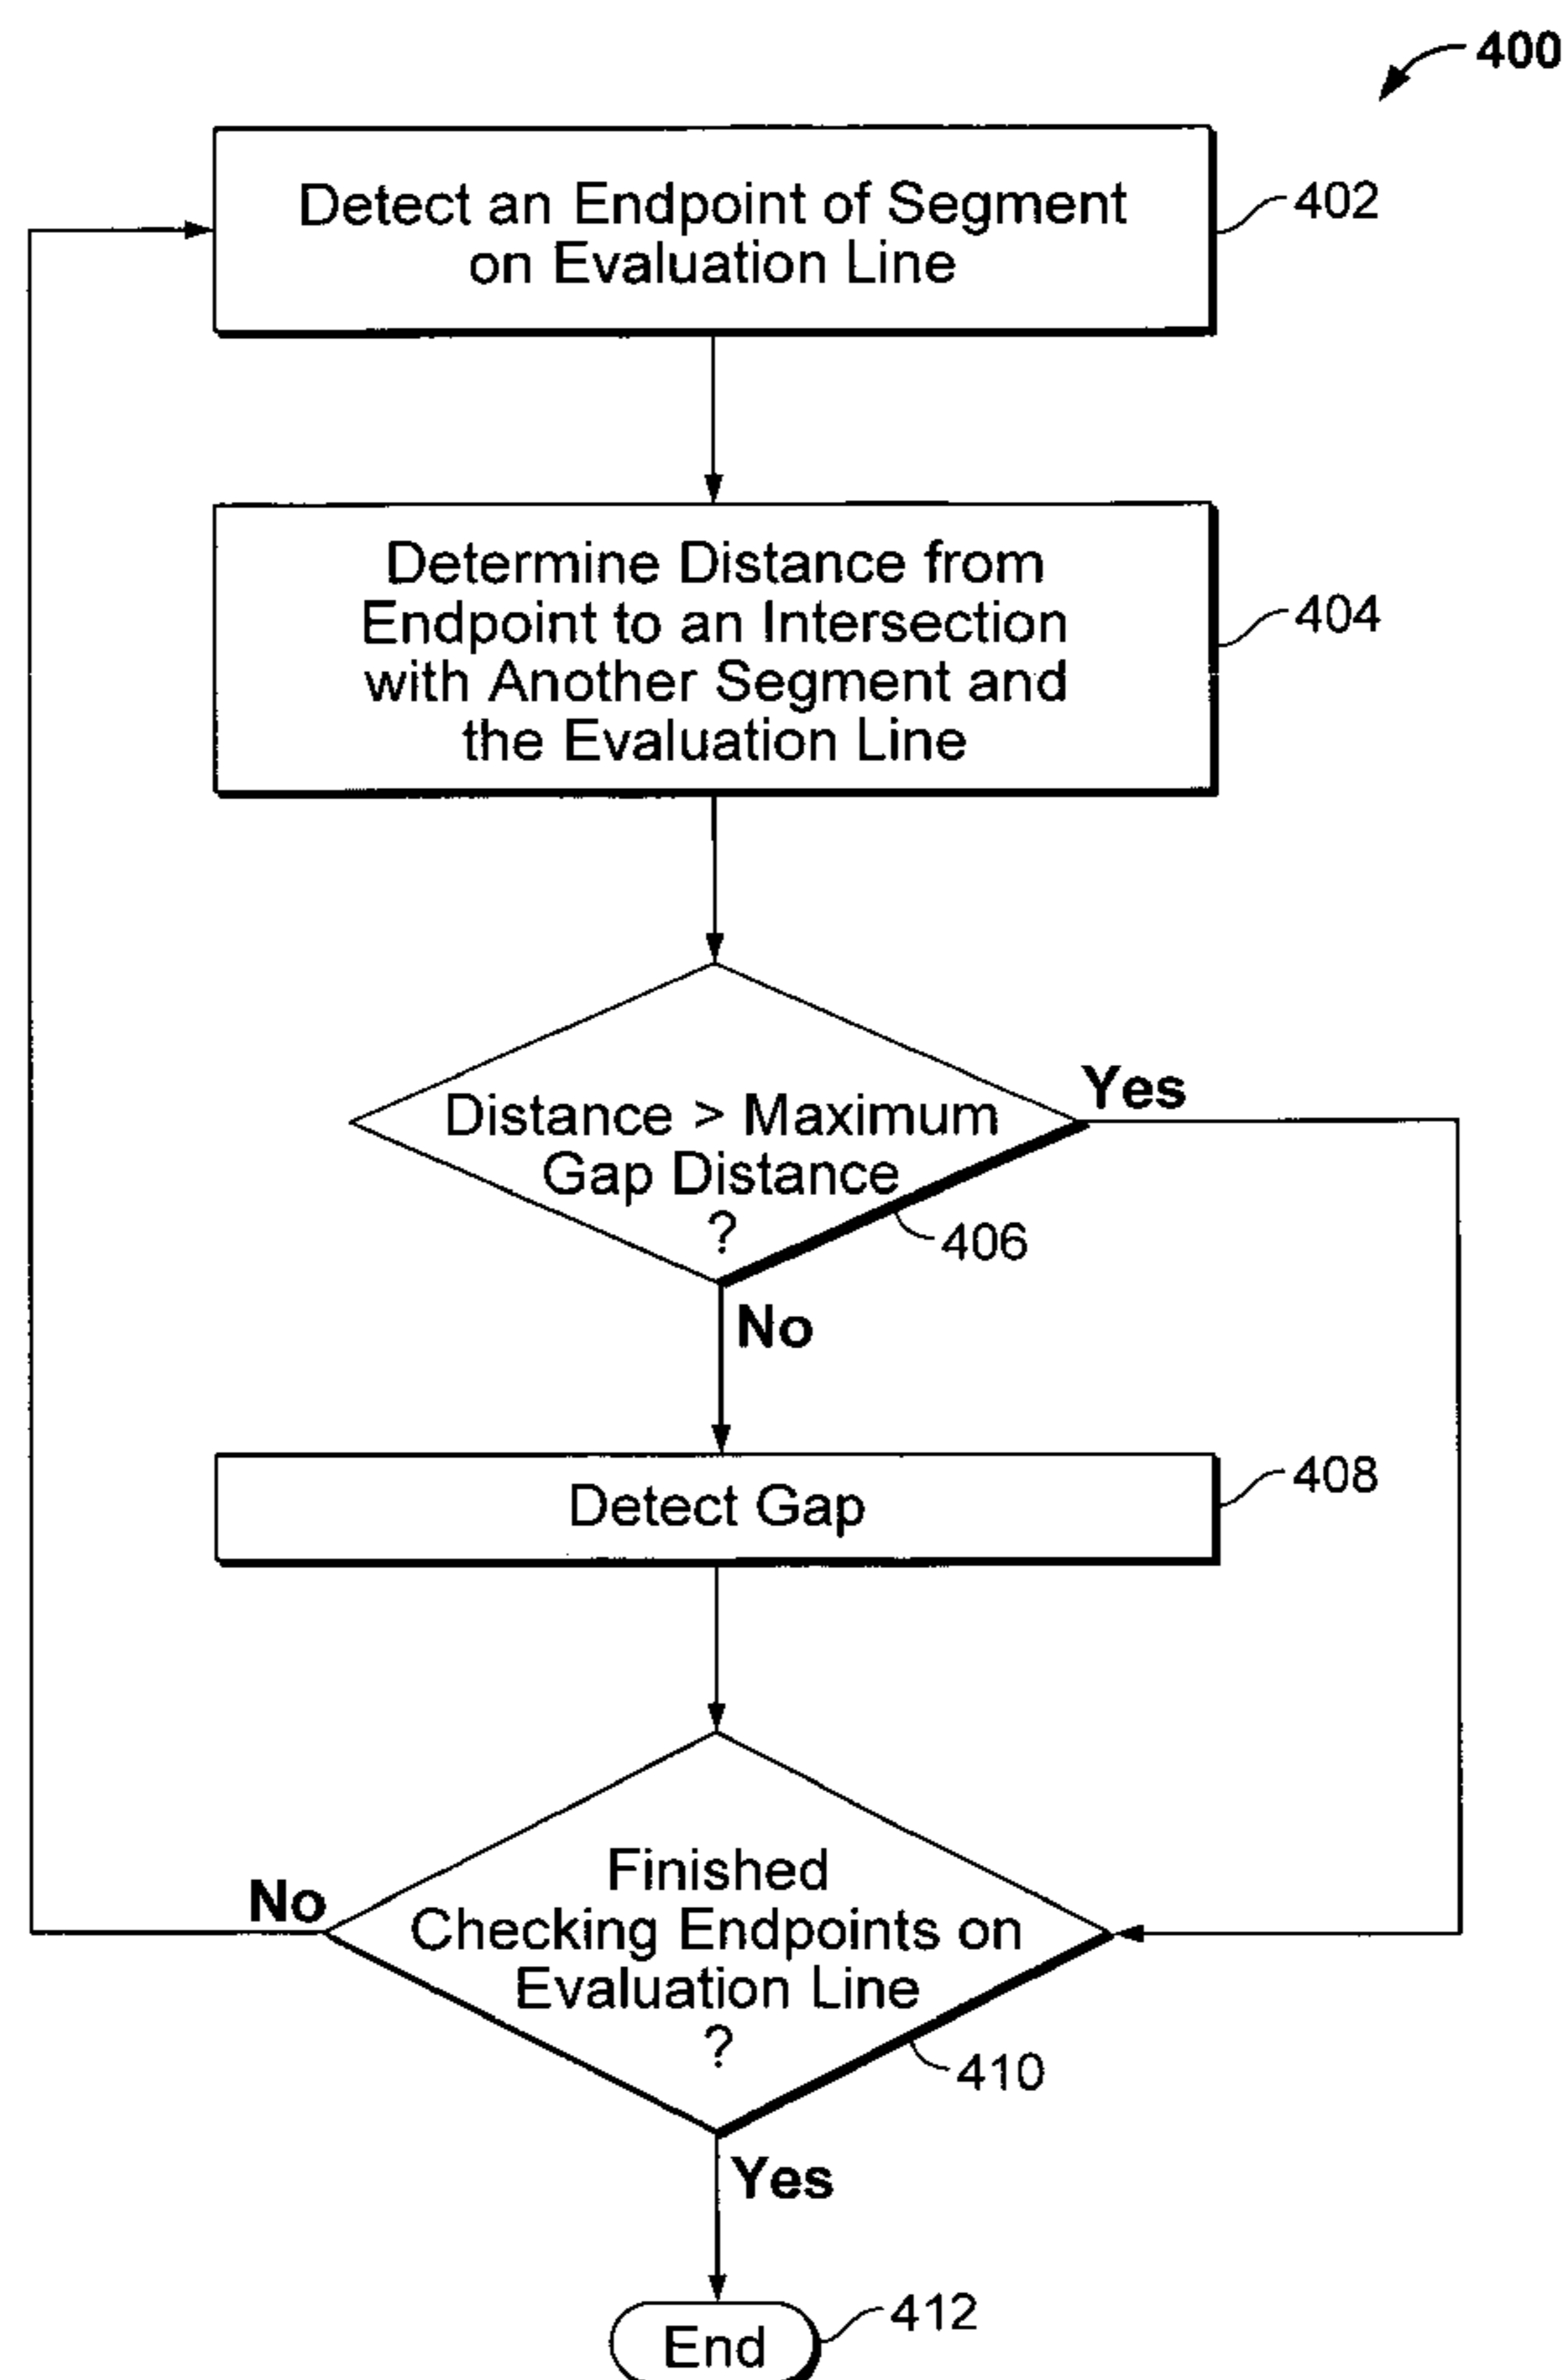 400
Detect an Endpoint of Segment
on Evaluation Line
402
Determine Distance from
Endpoint to an Intersection
with Another Segment and
the Evaluation Line
404
Distance > Maximum
Gap Distance
?
Yes
406
No
Detect Gap
408
Finished
Checking Endpoints on
Evaluation Line
?
No
410
Yes
End
412